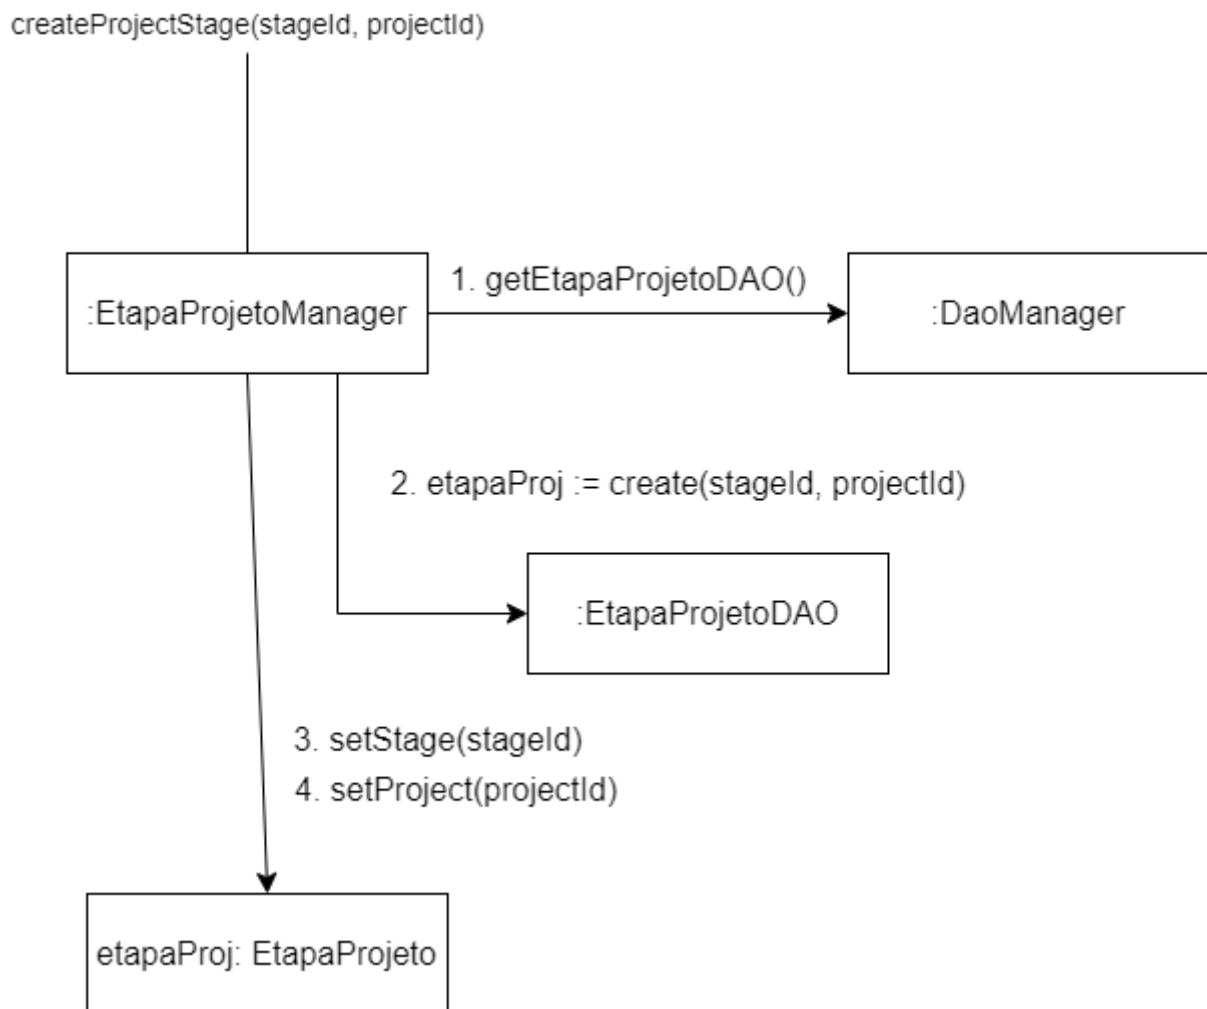 createProjectStage(stageId, projectId)
1. getEtapaProjetoDAO()
:EtapaProjetoManager
:DaoManager
2. etapaProj := create(stageId, projectId)
:EtapaProjetoDAO
3. setStage(stageId)
4. setProject(projectId)
etapaProj: EtapaProjeto